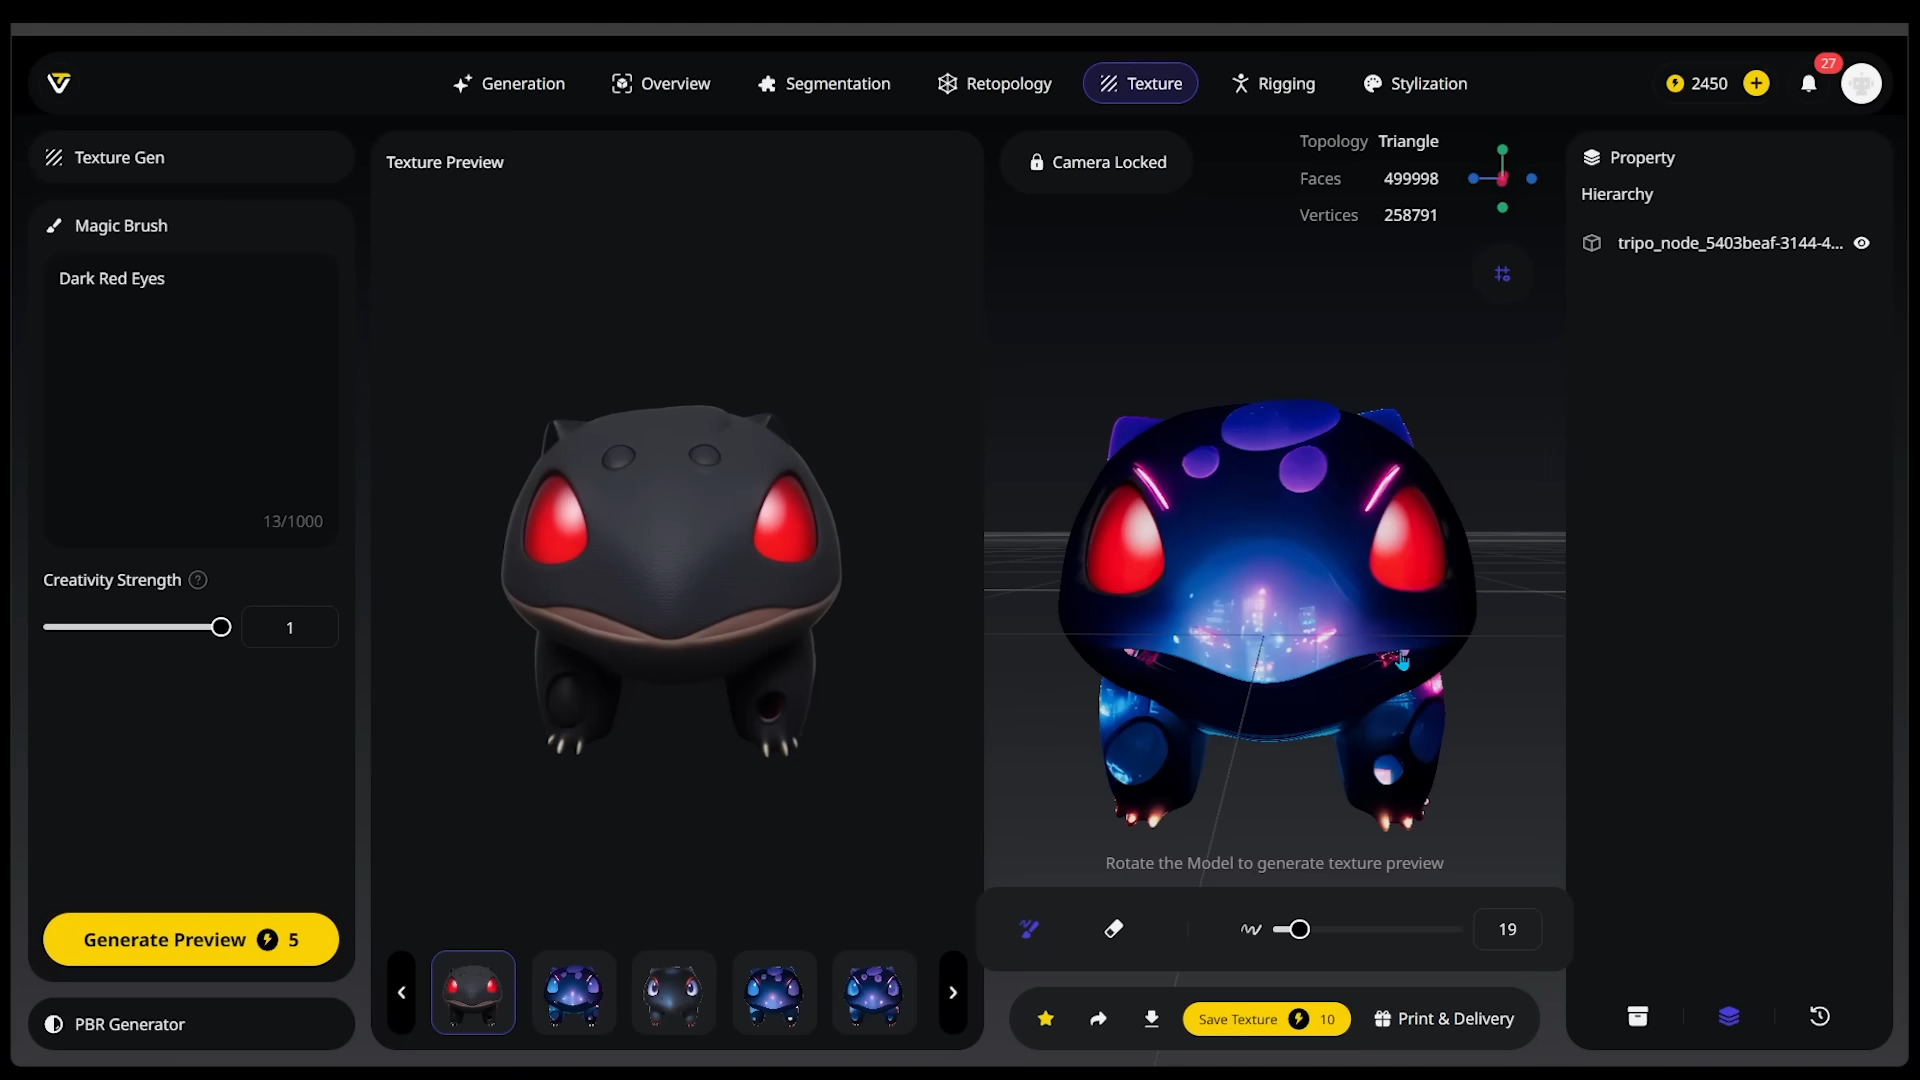 Generation
Overview
Segmentation
Retopology
Texture
Rigging
Stylization
2450
27
Texture Gen
Magic Brush
Dark Red Eyes
13/1000
Creativity Strength ?
1
Generate Preview 5
PBR Generator
Texture Preview
Camera Locked
Topology Triangle
Faces 499998
Vertices 258791
Rotate the Model to generate texture preview
19
Save Texture 10
Print & Delivery
Property
Hierarchy
tripo_node_5403beaf-3144-4...